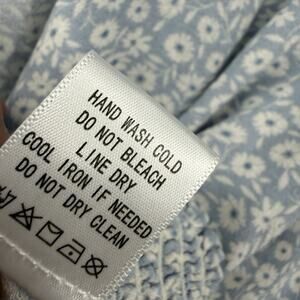 HAND WASH COLD
DO NOT BLEACH
LINE DRY
COOL IRON IF NEEDED
DO NOT DRY CLEAN